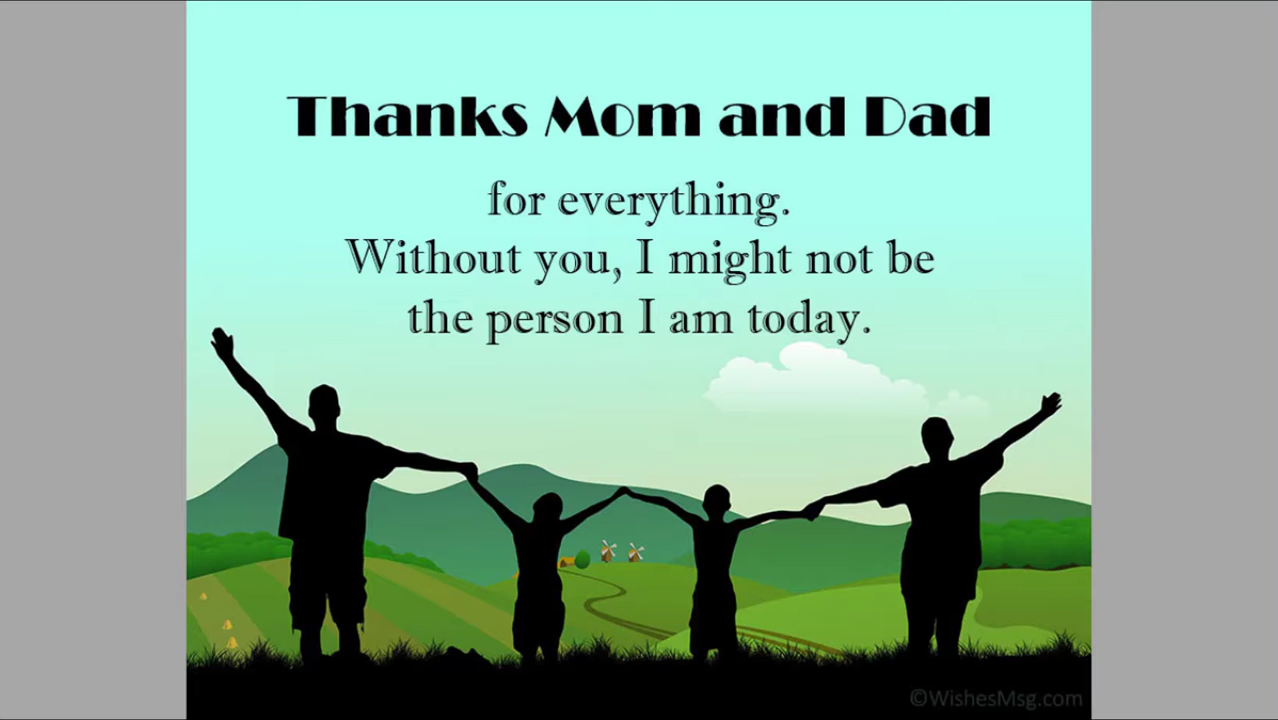 Thanks Mom and Dad
for everything.
Without you, I might not be
the person I am today.
©WishesMsg.com